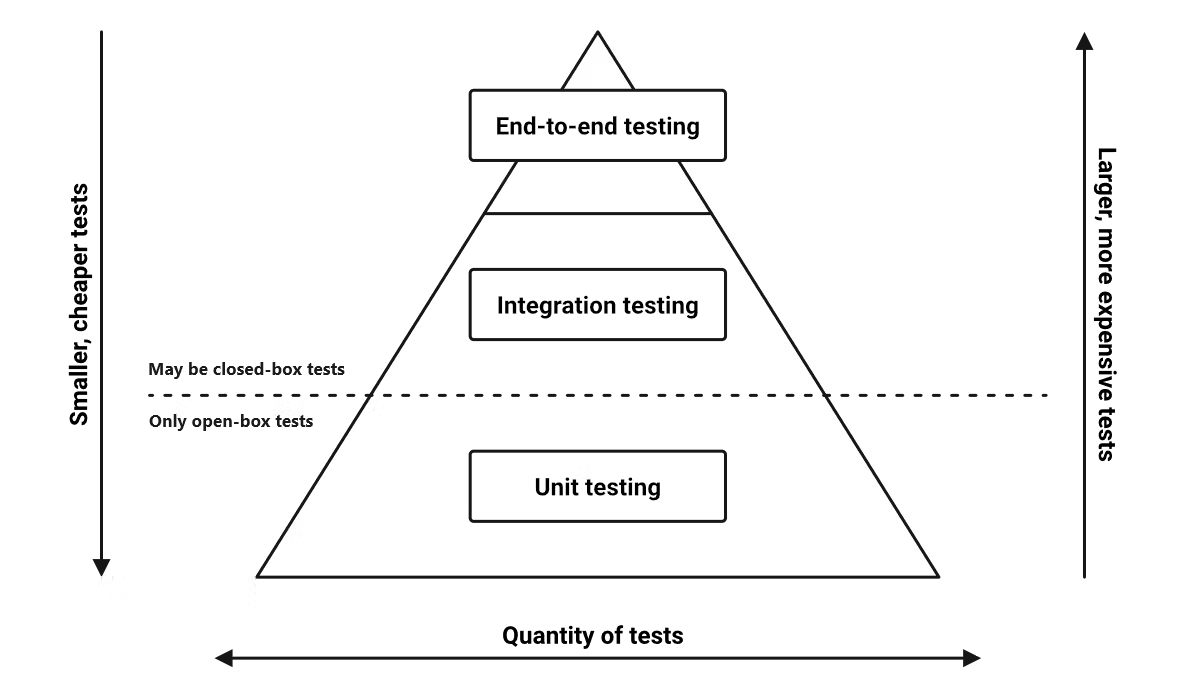 End-to-end testing
Smaller, cheaper tests
Larger, more expensive tests
Integration testing
May be closed-box tests
Only open-box tests
Unit testing
Quantity of tests